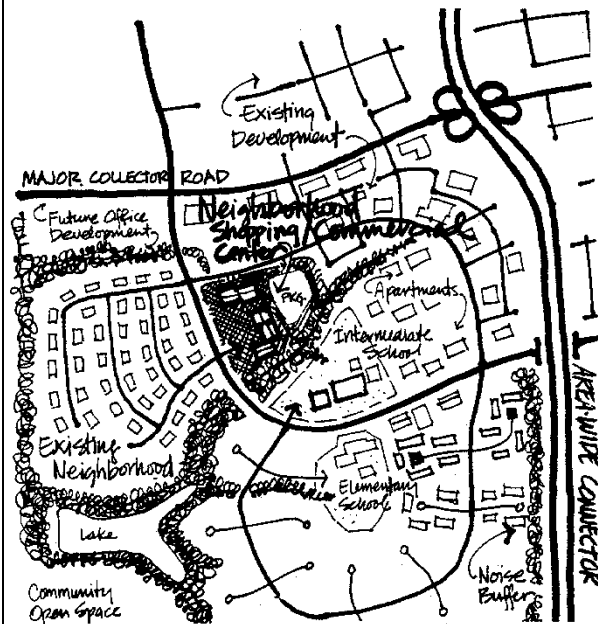 Existing
Development
MAJOR COLLECTOR ROAD
Future Office
Development
Neighborhood
Shopping/Commercial
Center
PKG.
Apartments
Intermediate
School
Existing
Neighborhood
Elementary
School
AREA-WIDE CONNECTOR
Lake
Noise
Buffer
Community
Open Space